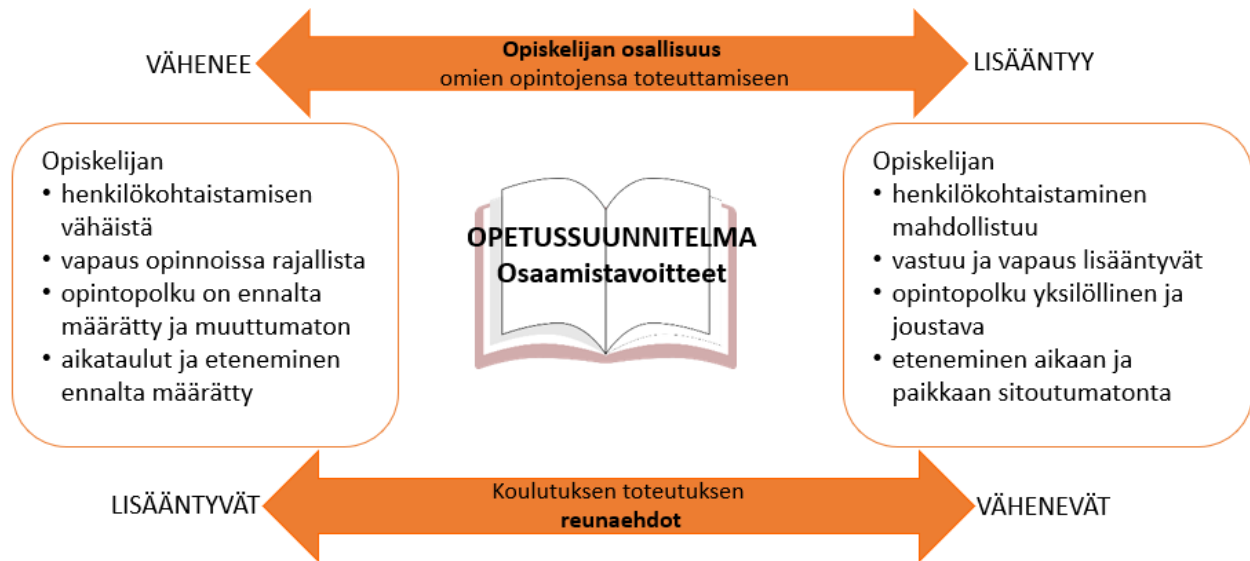 VÄHENEE
Opiskelijan osallisuus
omien opintojensa toteuttamiseen
LISÄÄNTYY
Opiskelijan
• henkilökohtaistamisen
vähäistä
• vapaus opinnoissa rajallista
• opintopolku on ennalta
määrätty ja muuttumaton
• aikataulut ja eteneminen
ennalta määrätty
OPETUSSUUNNITELMA
Osaamistavoitteet
Opiskelijan
• henkilökohtaistaminen
mahdollistuu
• vastuu ja vapaus lisääntyvät
• opintopolku yksilöllinen ja
joustava
• eteneminen aikaan ja
paikkaan sitoutumatonta
LISÄÄNTYVÄT
Koulutuksen toteutuksen
reunaehdot
VÄHENEVÄT